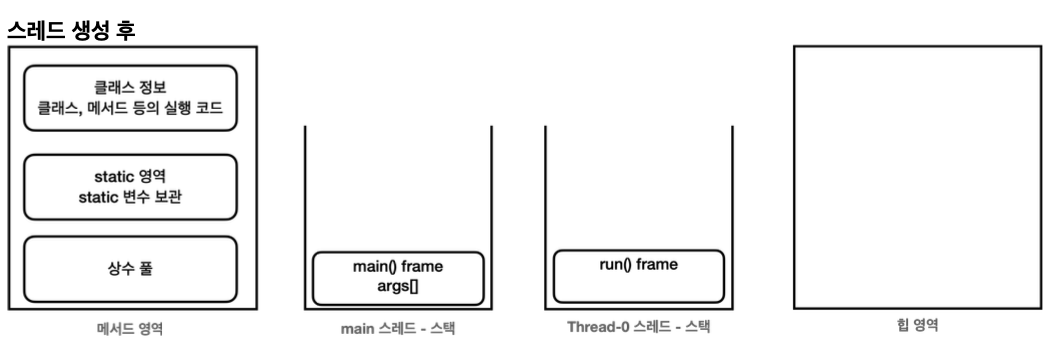 스레드 생성 후
클래스 정보
클래스, 메서드 등의 실행 코드
static 영역
static 변수 보관
상수 풀
메서드 영역
main() frame
args[]
main 스레드 - 스택
run() frame
Thread-0 스레드 - 스택
힙 영역